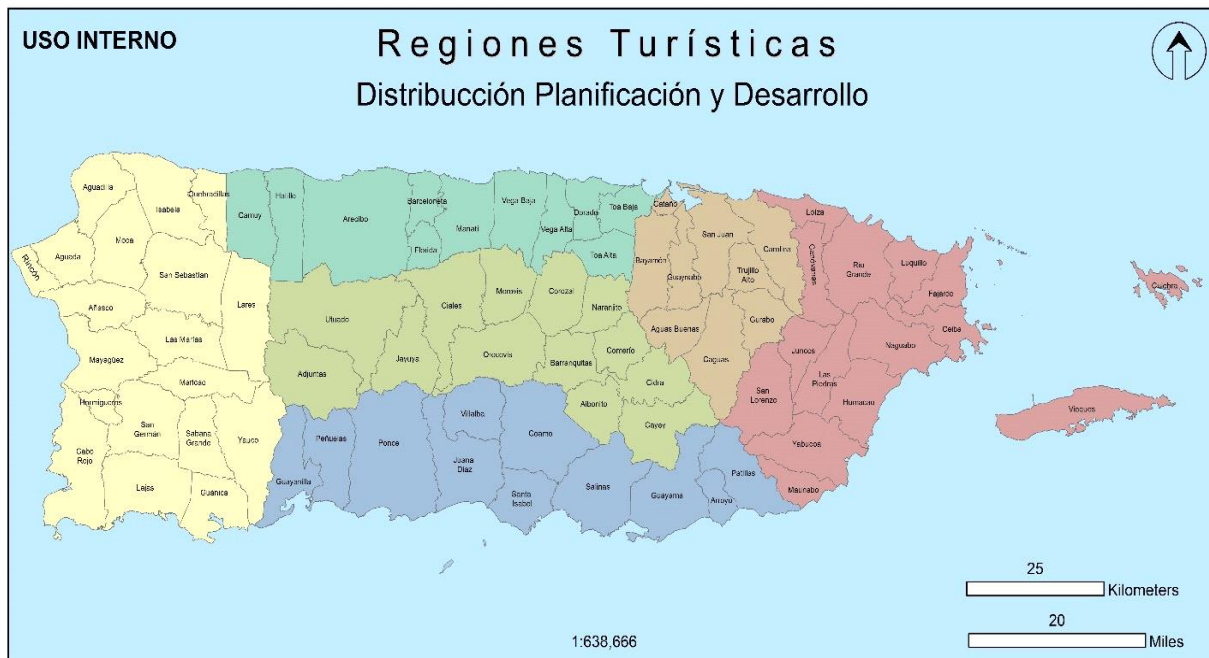 USO INTERNO
Regiones Turísticas
Distribucción Planificación y Desarrollo
Aguadilla
Isabela
Quebradillas
Camuy
Hatillo
Arecibo
Barceloneta
Florida
Manatí
Vega Baja
Vega Alta
Dorado
Toa Baja
Toa Alta
Cataño
Bayamón
Guaynabo
San Juan
Trujillo
Alto
Carolina
Loíza
Canóvanas
Río
Grande
Luquillo
Fajardo
Ceiba
Culebra
Vieques
Moca
Aguada
Rincón
San Sebastian
Lares
Añasco
Las Marías
Mayagüez
Maricao
Hormigueros
San
Germán
Sabana
Grande
Yauco
Cabo
Rojo
Lajas
Guánica
Utuado
Adjuntas
Jayuya
Ciales
Morovis
Corozal
Naranjito
Orocovis
Barranquitas
Comerío
Cidra
Aibonito
Cayey
Aguas Buenas
Caguas
Gurabo
Juncos
San
Lorenzo
Las
Piedras
Naguabo
Humacao
Yabucoa
Maunabo
Guayanilla
Peñuelas
Ponce
Villalba
Juana
Díaz
Coamo
Santa
Isabel
Salinas
Guayama
Arroyo
Patillas
25
Kilometers
20
Miles
1:638,666